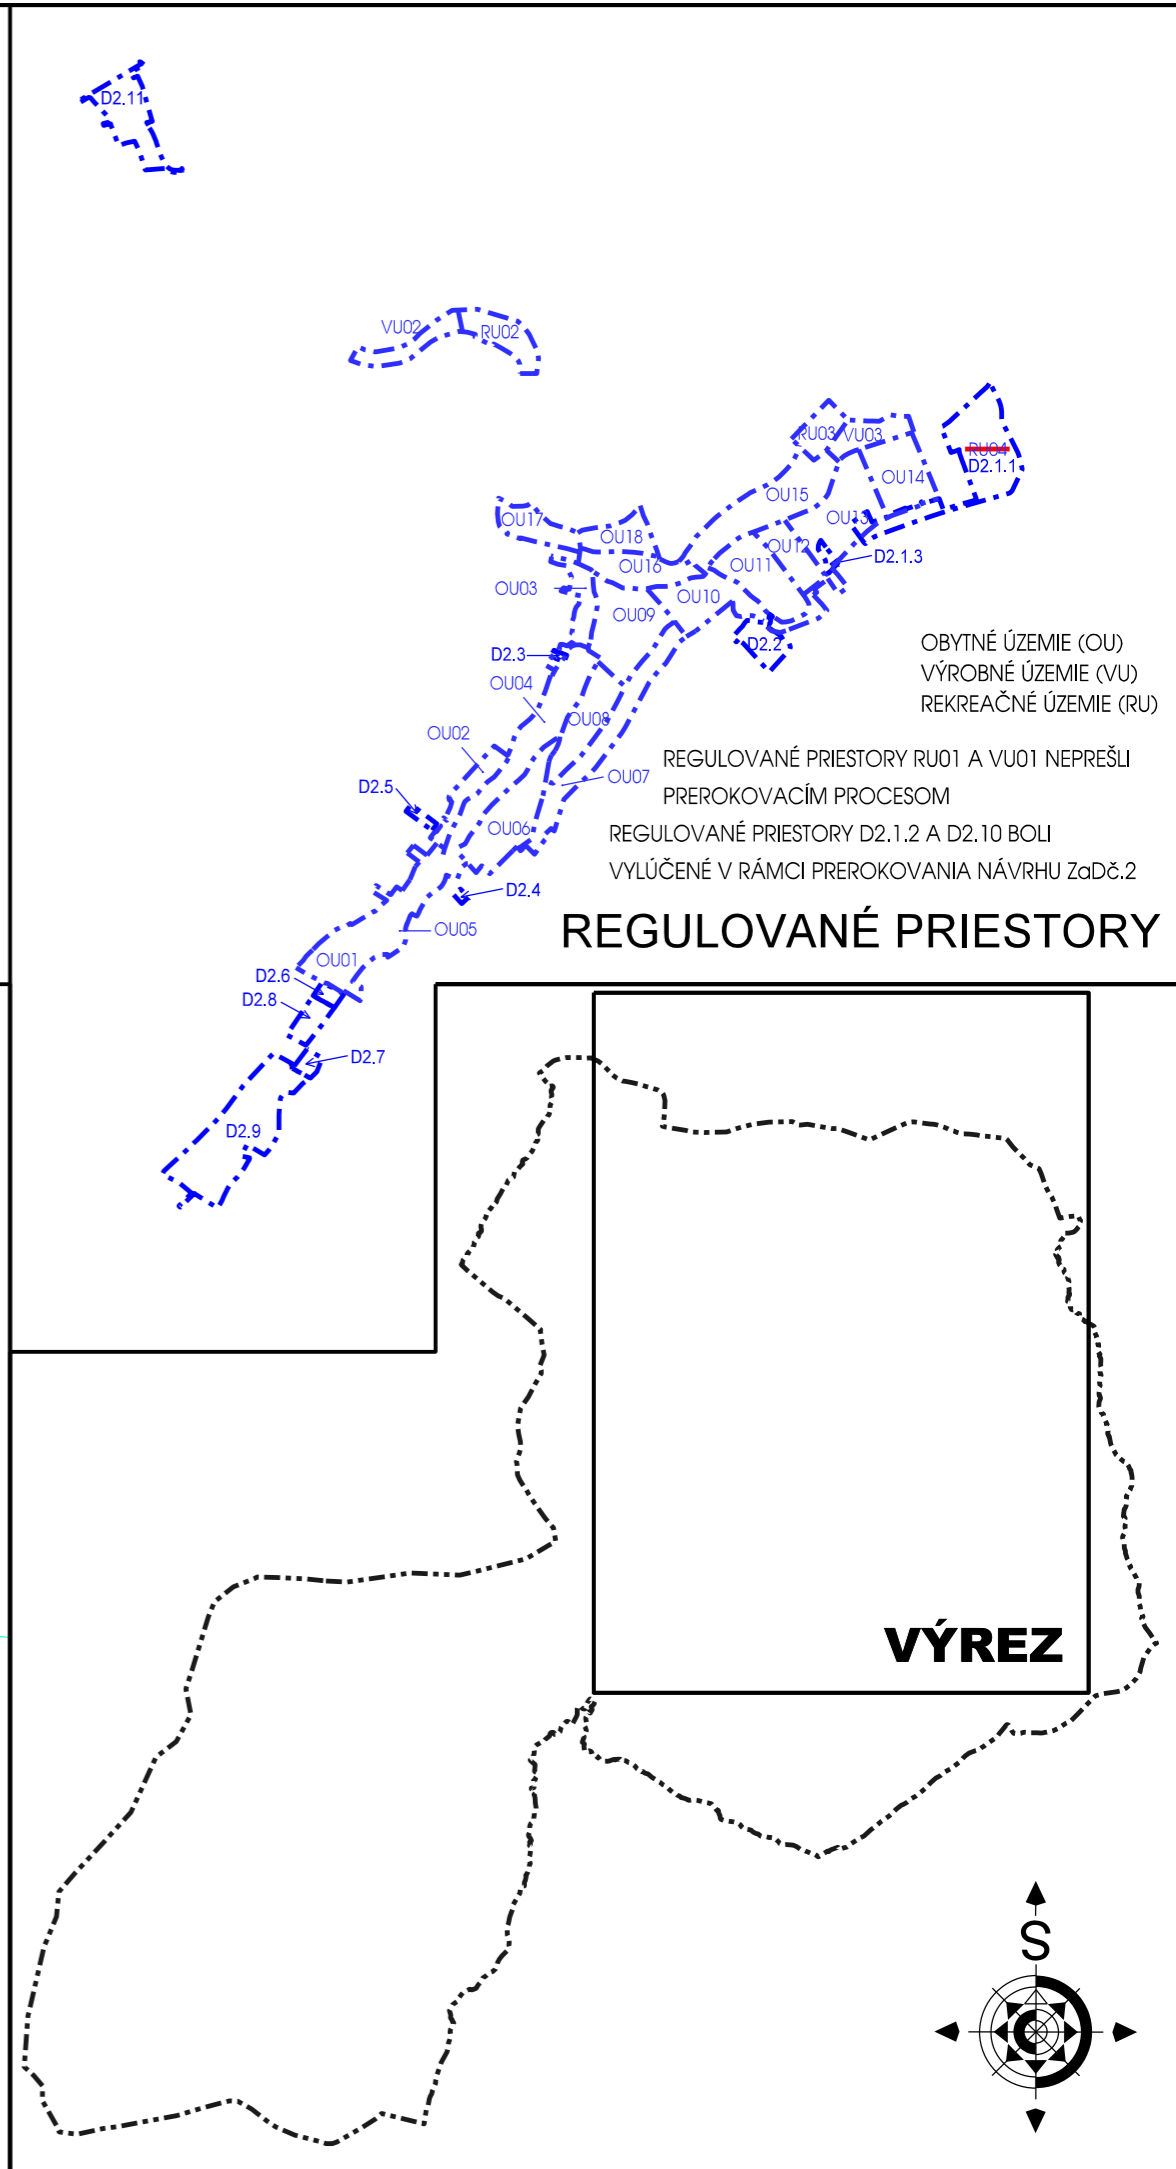 D2.11
VU02
RU02
RU03
VU03
RU04
D2.1.1
OU14
OU15
OU17
OU13
OU18
OU12
OU16
OU11
D2.1.3
OU03
OU10
OU09
D2.2
D2.3
OU04
OU08
OU02
OU07
D2.5
OU06
D2.4
OU05
OU01
D2.6
D2.8
D2.7
D2.9
OBYTNÉ ÚZEMIE (OU)
VÝROBNÉ ÚZEMIE (VU)
REKREAČNÉ ÚZEMIE (RU)
REGULOVANÉ PRIESTORY RU01 A VU01 NEPREŠLI
PREROKOVACÍM PROCESOM
REGULOVANÉ PRIESTORY D2.1.2 A D2.10 BOLI
VYLÚČENÉ V RÁMCI PREROKOVANIA NÁVRHU ZaDč.2
REGULOVANÉ PRIESTORY
VÝREZ
S